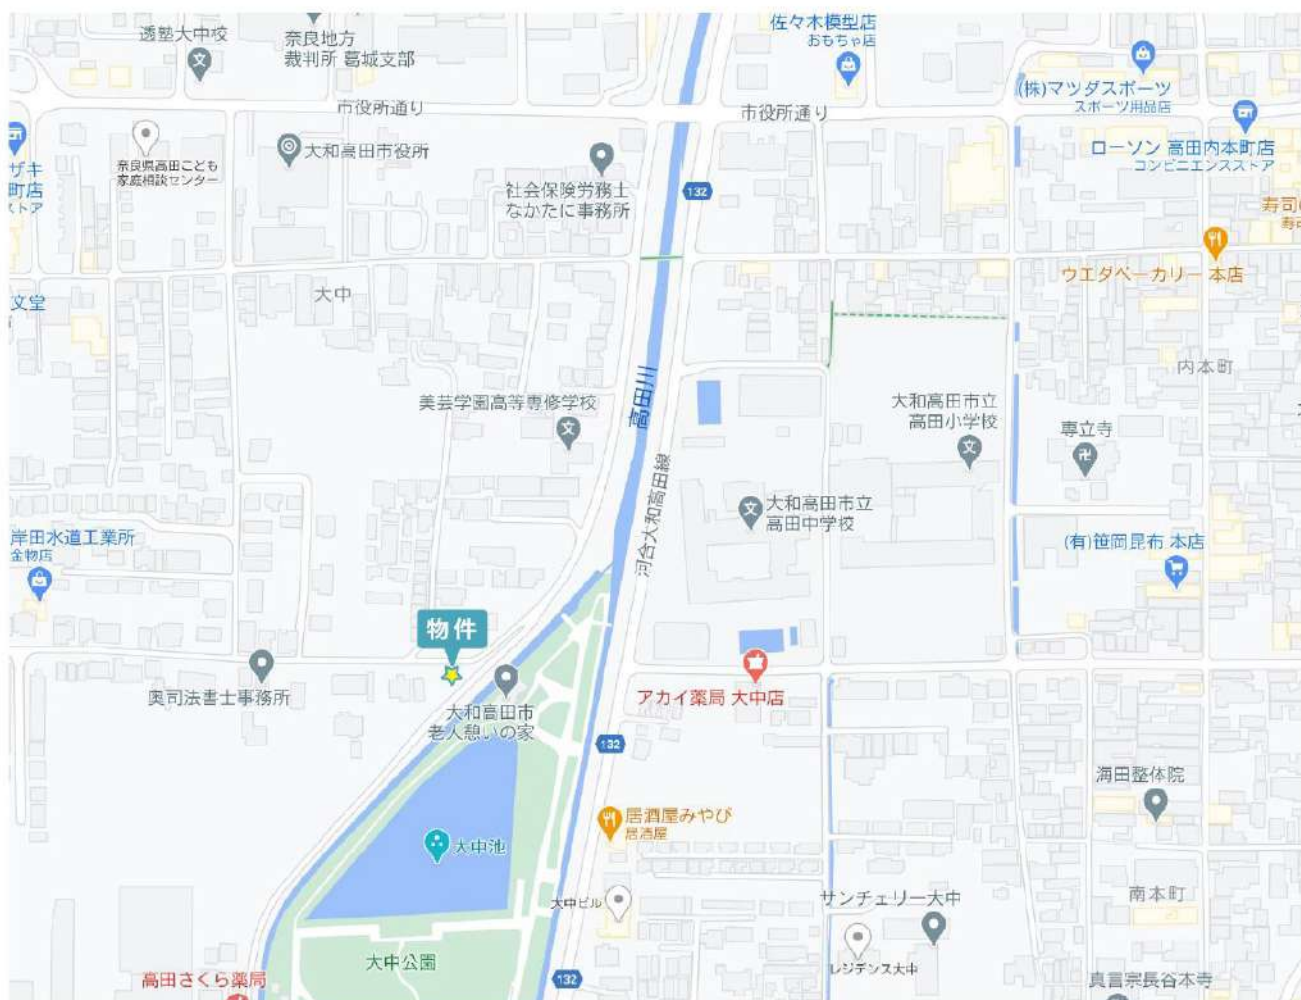 透塾大中校
奈良地方
裁判所 葛城支部
佐々木模型店
おもちゃ店
(株)マツダスポーツ
スポーツ用品店
市役所通り
市役所通り
ザキ
町店
ストア
奈良県高田こども
家庭相談センター
大和高田市役所
社会保険労務士
なかたに事務所
132
ローソン 高田内本町店
コンビニエンスストア
寿司
ウエダベーカリー 本店
文堂
大中
内本町
高田川
美芸学園高等専修学校
大和高田市立
高田小学校
専立寺
河合大和高田線
大和高田市立
高田中学校
岸田水道工業所
金物店
(有)笹岡昆布 本店
物件
奥司法書士事務所
大和高田市
老人憩いの家
アカイ薬局 大中店
132
海田整体院
居酒屋みやび
居酒屋
大中池
大中ビル
サンチェリー大中
南本町
レジデンス大中
大中公園
高田さくら薬局
132
真言宗長谷本寺